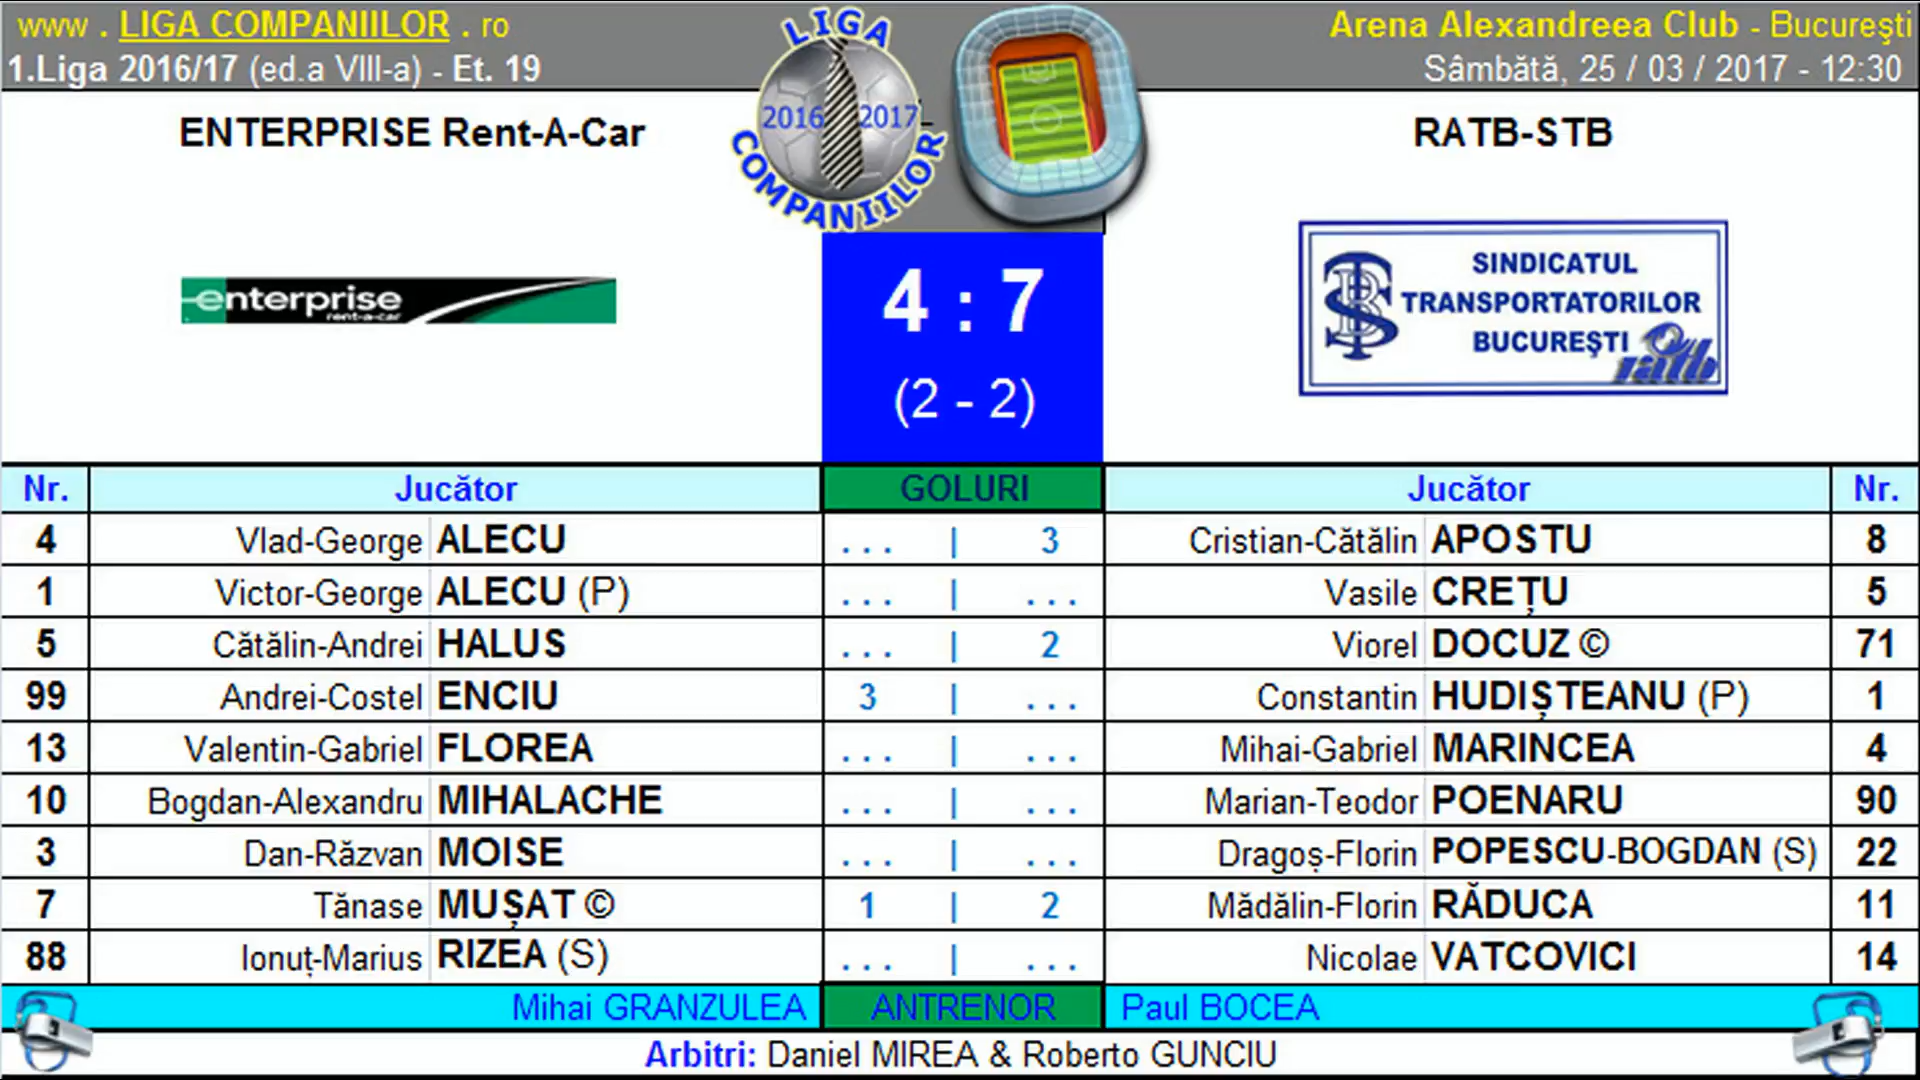 www . LIGA COMPANIILOR . ro
Arena Alexandreea Club - Bucureşti
1.Liga 2016/17 (ed.a VIII-a) - Et. 19
Sâmbătă, 25 / 03 / 2017 - 12:30
LIGA
2016 2017
COMPANIILOR
ENTERPRISE Rent-A-Car
RATB-STB
enterprise
rent-a-car
4 : 7
(2 - 2)
SINDICATUL
TRANSPORTATORILOR
BUCUREŞTI
ratb
Nr. Jucător GOLURI Jucător Nr.
4 Vlad-George ALECU ... | 3 Cristian-Cătălin APOSTU 8
1 Victor-George ALECU (P) ... | ... Vasile CREȚU 5
5 Cătălin-Andrei HALUS ... | 2 Viorel DOCUZ © 71
99 Andrei-Costel ENCIU 3 | ... Constantin HUDIȘTEANU (P) 1
13 Valentin-Gabriel FLOREA ... | ... Mihai-Gabriel MARINCEA 4
10 Bogdan-Alexandru MIHALACHE ... | ... Marian-Teodor POENARU 90
3 Dan-Răzvan MOISE ... | ... Dragoș-Florin POPESCU-BOGDAN (S) 22
7 Tănase MUȘAT © 1 | 2 Mădălin-Florin RĂDUCA 11
88 Ionuț-Marius RIZEA (S) ... | ... Nicolae VATCOVICI 14
Mihai GRANZULEA ANTRENOR Paul BOCEA
Arbitri: Daniel MIREA & Roberto GUNCIU